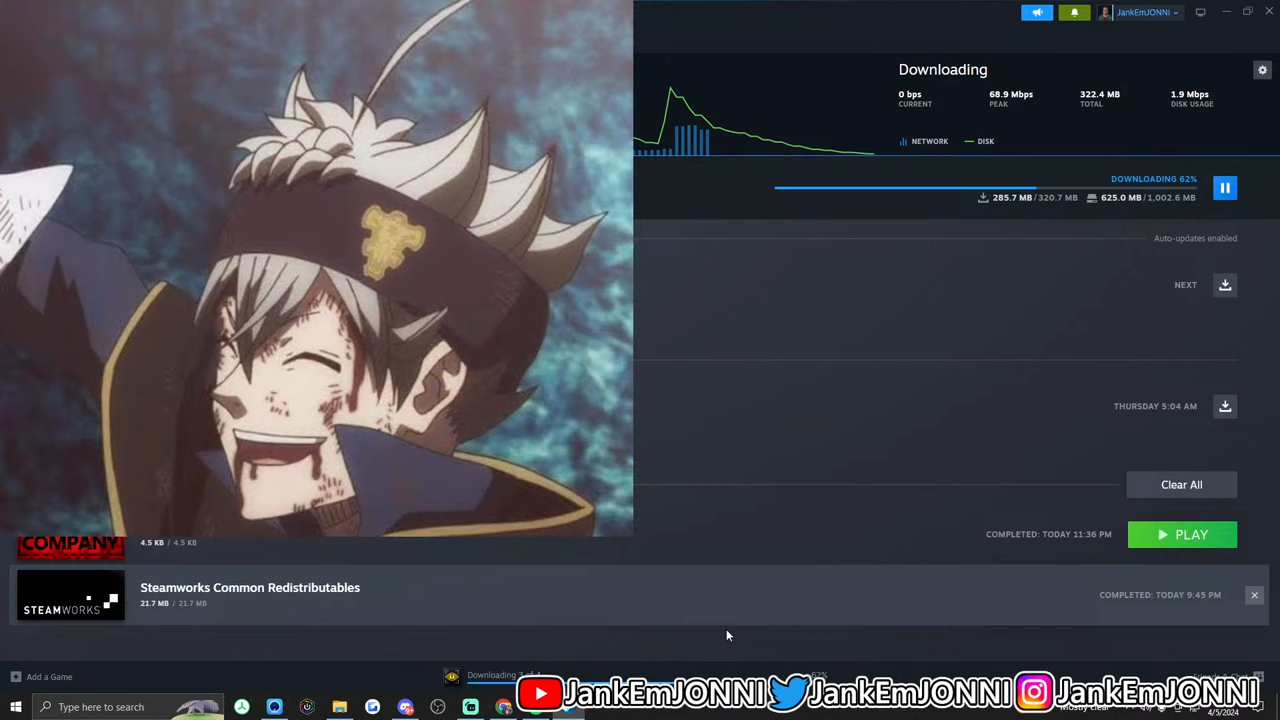 JankEmJONNI
Downloading
0 bps 68.9 Mbps 322.4 MB 1.9 Mbps
CURRENT PEAK TOTAL DISK USAGE
NETWORK DISK
DOWNLOADING 62%
285.7 MB / 320.7 MB 625.0 MB / 1,002.6 MB
Auto-updates enabled
NEXT
THURSDAY 5:04 AM
Clear All
COMPANY
4.5 KB / 4.5 KB
COMPLETED: TODAY 11:36 PM
PLAY
STEAMWORKS
Steamworks Common Redistributables
21.7 MB / 21.7 MB
COMPLETED: TODAY 9:45 PM
Add a Game
Downloading
JankEmJONNI JankEmJONNI JankEmJONNI
Type here to search
Mostly clear
4/5/2024